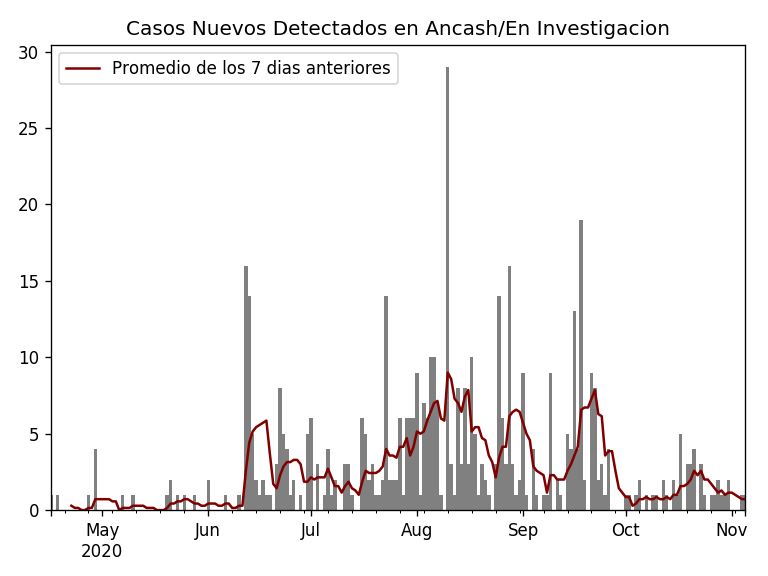 Casos Nuevos Detectados en Ancash/En Investigacion
Promedio de los 7 dias anteriores
30
25
20
15
10
5
0
May Jun Jul Aug Sep Oct Nov
2020